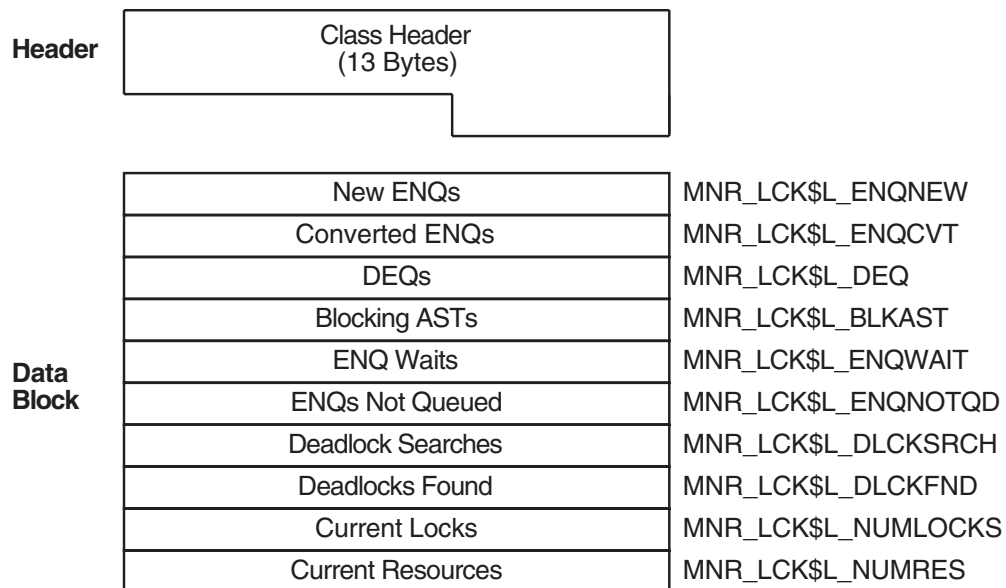 Header
Class Header
(13 Bytes)
New ENQs MNR_LCK$L_ENQNEW
Converted ENQs MNR_LCK$L_ENQCVT
DEQs MNR_LCK$L_DEQ
Blocking ASTs MNR_LCK$L_BLKAST
ENQ Waits MNR_LCK$L_ENQWAIT
Data
Block
ENQs Not Queued MNR_LCK$L_ENQNOTQD
Deadlock Searches MNR_LCK$L_DLCKSRCH
Deadlocks Found MNR_LCK$L_DLCKFND
Current Locks MNR_LCK$L_NUMLOCKS
Current Resources MNR_LCK$L_NUMRES